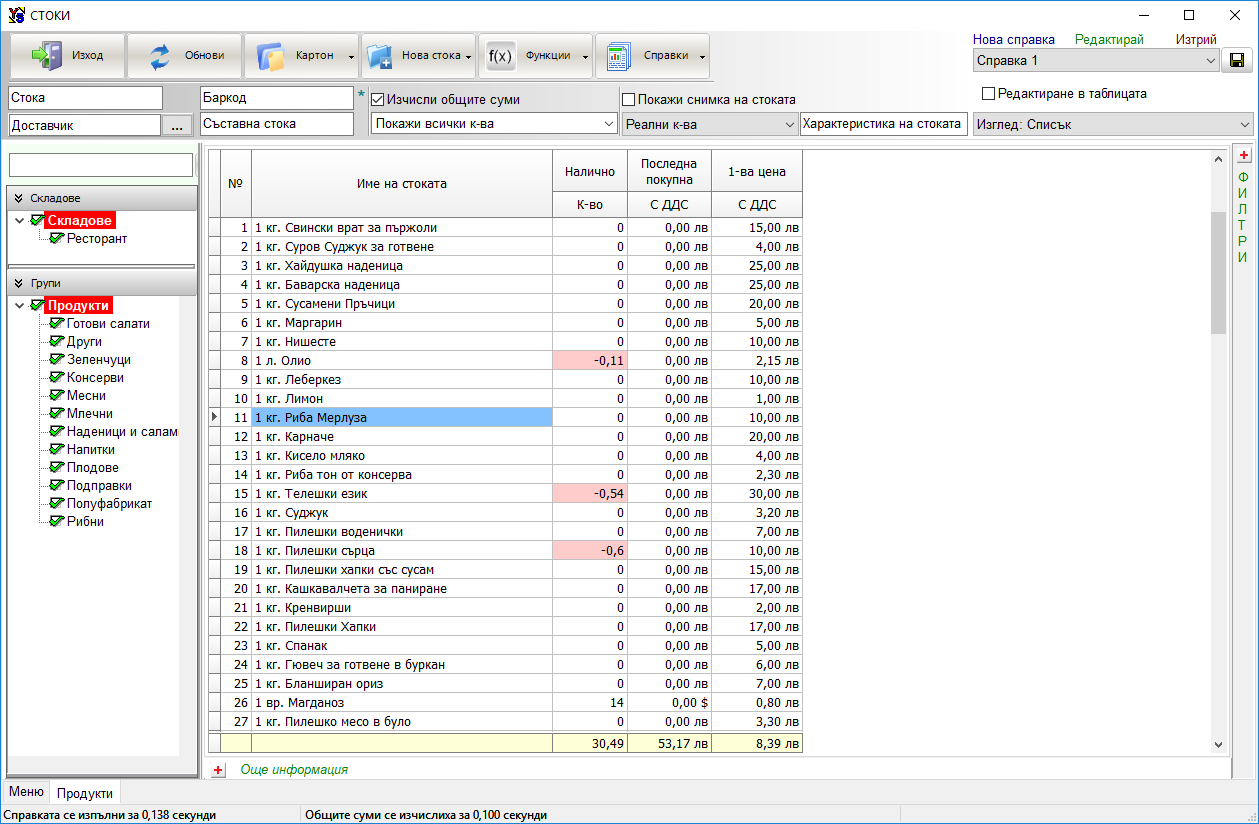 СТОКИ
Изход
Обнови
Картон
Нова стока
f(x) Функции
Справки
Нова справка Редактирай Изтрий
Справка 1
Стока
Баркод *
Изчисли общите суми
Покажи снимка на стоката
Редактиране в таблицата
Доставчик ...
Съставна стока
Покажи всички к-ва
Реални к-ва
Характеристика на стоката
Изглед: Списък
Складове
Складове
Ресторант
Групи
Продукти
Готови салати
Други
Зеленчуци
Консерви
Месни
Млечни
Наденици и салам
Напитки
Плодове
Подправки
Полуфабрикат
Рибни
№ Име на стоката Налично Последна покупна 1-ва цена
К-во С ДДС С ДДС
1 1 кг. Свински врат за пържоли 0 0,00 лв 15,00 лв
2 1 кг. Суров Суджук за готвене 0 0,00 лв 4,00 лв
3 1 кг. Хайдушка наденица 0 0,00 лв 25,00 лв
4 1 кг. Баварска наденица 0 0,00 лв 25,00 лв
5 1 кг. Сусамени Пръчици 0 0,00 лв 20,00 лв
6 1 кг. Маргарин 0 0,00 лв 5,00 лв
7 1 кг. Нишесте 0 0,00 лв 10,00 лв
8 1 л. Олио -0,11 0,00 лв 2,15 лв
9 1 кг. Леберкез 0 0,00 лв 10,00 лв
10 1 кг. Лимон 0 0,00 лв 1,00 лв
11 1 кг. Риба Мерлуза 0 0,00 лв 10,00 лв
12 1 кг. Карначе 0 0,00 лв 20,00 лв
13 1 кг. Кисело мляко 0 0,00 лв 4,00 лв
14 1 кг. Риба тон от консерва 0 0,00 лв 2,30 лв
15 1 кг. Телешки език -0,54 0,00 лв 30,00 лв
16 1 кг. Суджук 0 0,00 лв 3,20 лв
17 1 кг. Пилешки воденички 0 0,00 лв 7,00 лв
18 1 кг. Пилешки сърца -0,6 0,00 лв 10,00 лв
19 1 кг. Пилешки хапки със сусам 0 0,00 лв 15,00 лв
20 1 кг. Кашкавалчета за паниране 0 0,00 лв 17,00 лв
21 1 кг. Кренвирши 0 0,00 лв 2,00 лв
22 1 кг. Пилешки Хапки 0 0,00 лв 17,00 лв
23 1 кг. Спанак 0 0,00 лв 5,00 лв
24 1 кг. Гювеч за готвене в буркан 0 0,00 лв 6,00 лв
25 1 кг. Бланширан ориз 0 0,00 лв 7,00 лв
26 1 вр. Магданоз 14 0,00 $ 0,80 лв
27 1 кг. Пилешко месо в було 0 0,00 лв 3,30 лв
30,49 53,17 лв 8,39 лв
Още информация
ФИЛТРИ
Меню Продукти
Справката се изпълни за 0,138 секунди Общите суми се изчислиха за 0,100 секунди